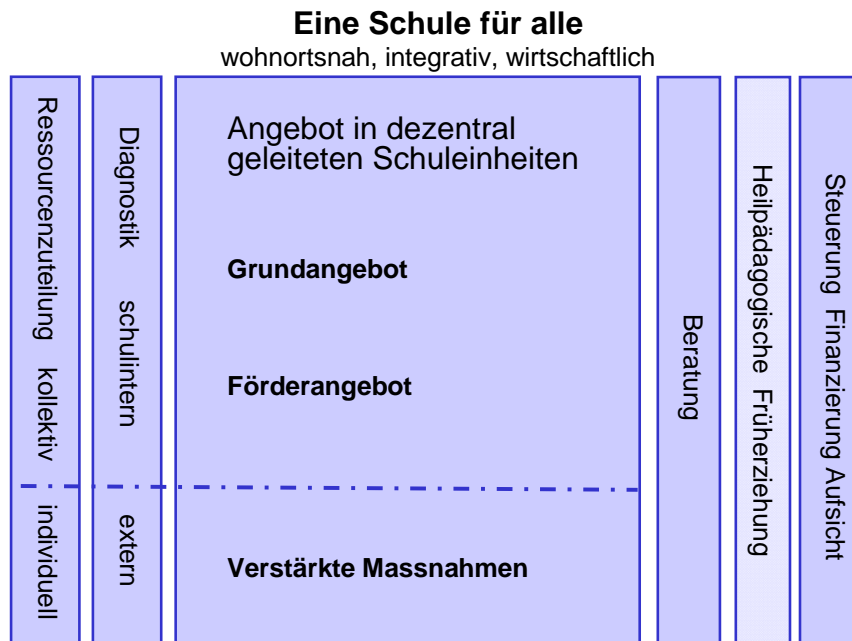 Eine Schule für alle
wohnortsnah, integrativ, wirtschaftlich
Ressourcenzuteilung kollektiv individuell
Diagnostik schulintern extern
Angebot in dezentral
geleiteten Schuleinheiten
Grundangebot
Förderangebot
Verstärkte Massnahmen
Beratung
Heilpädagogische Früherziehung
Steuerung Finanzierung Aufsicht